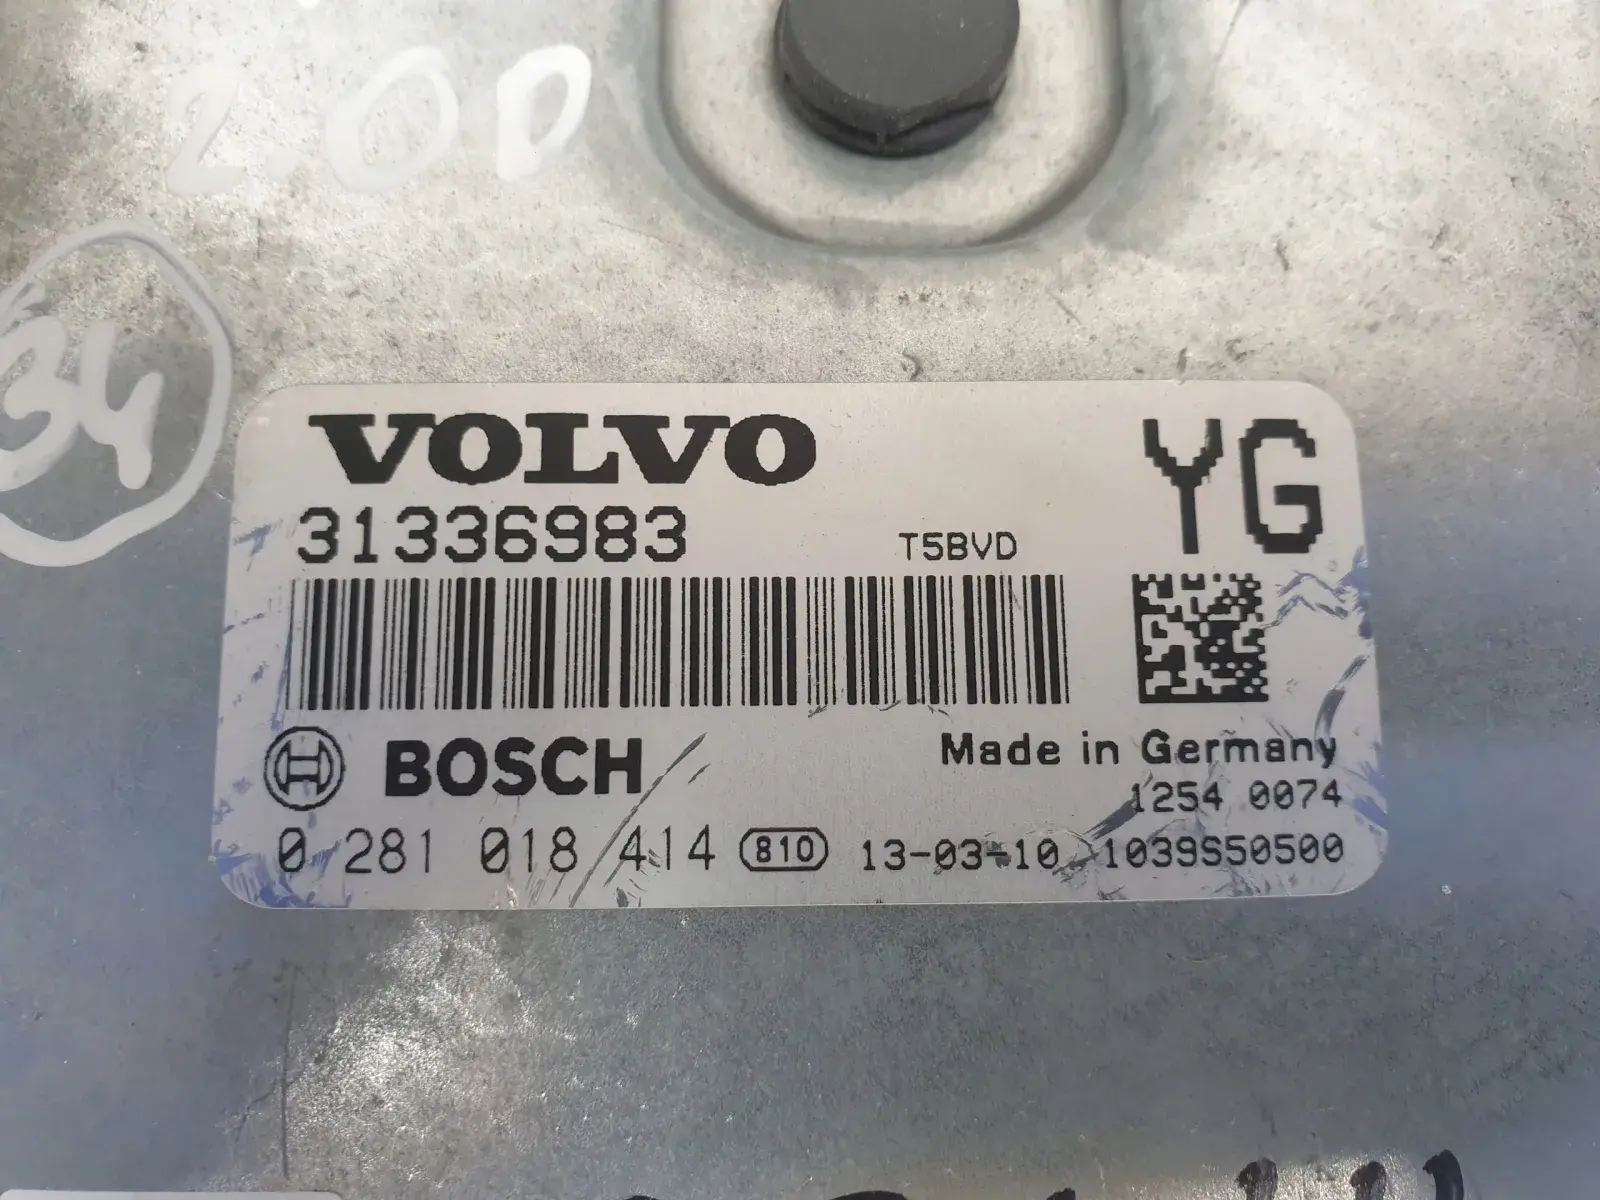 2.0D
34
VOLVO
YG
31336983 T5BVD
BOSCH Made in Germany
1254 0074
0 281 018 414 810 13-03-10 1039S50500